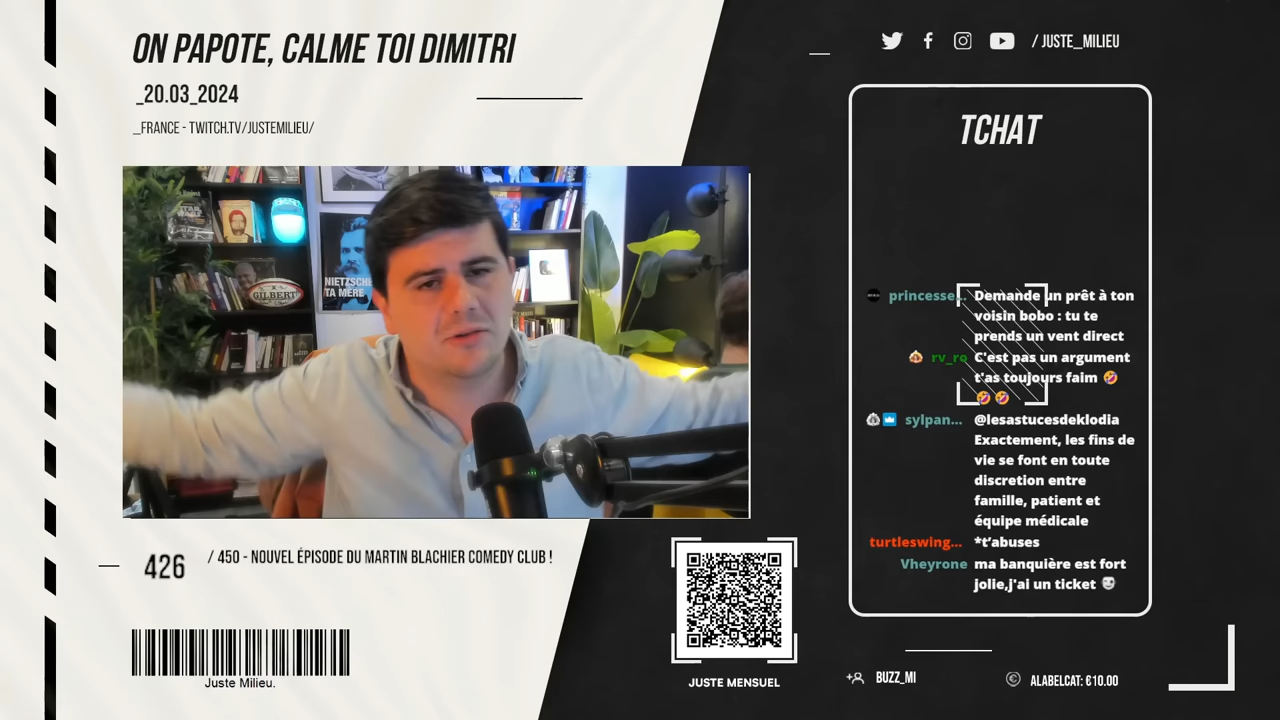 ON PAPOTE, CALME TOI DIMITRI
_20.03_2024
_FRANCE - TWITCH.TV/JUSTEMILIEU/
/ JUSTE_MILIEU
TCHAT
STAR WARS
GILBERT
NIETZSCHE
TA MÈRE
princesse... Demande un prêt à ton
voisin bobo : tu te
prends un vent direct
rv_ro C'est pas un argument
t'as toujours faim 🤣
🤣🤣
sylpan... @lesastucesdeklodia
Exactement, les fins de
vie se font en toute
discretion entre
famille, patient et
équipe médicale
turtleswing... *t'abuses
Vheyrone ma banquière est fort
jolie,j'ai un ticket
426 / 450 - NOUVEL ÉPISODE DU MARTIN BLACHIER COMEDY CLUB !
Juste Milieu.
JUSTE MENSUEL
BUZZ_MI
ALABELCAT: €10.00